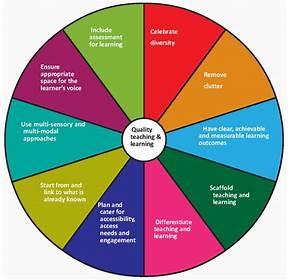 Include
assessment
for learning
Celebrate
diversity
Remove
clutter
Have clear, achievable
and measurable learning
outcomes
Scaffold
teaching and
learning
Differentiate
teaching and
learning
Plan and
cater for
accessibility,
access
needs and
engagement
Start from and
link to what is
already known
Use multi-sensory and
multi-modal
approaches
Ensure
appropriate
space for the
learner's voice
Quality
teaching &
learning